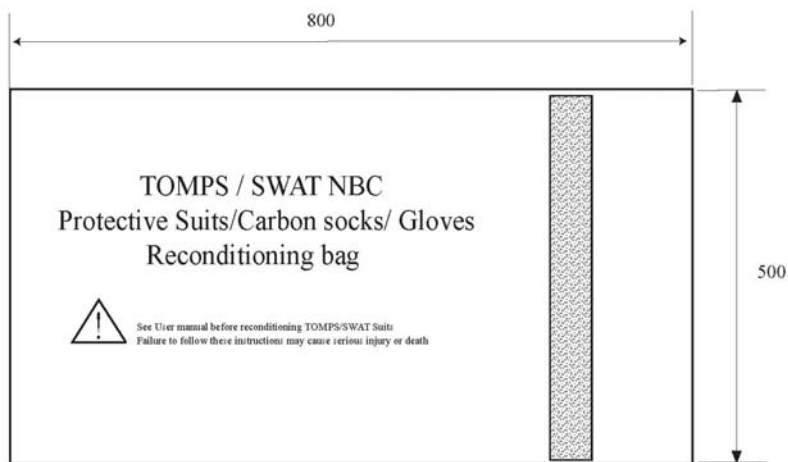 800
TOMPS / SWAT NBC
Protective Suits/Carbon socks/ Gloves
Reconditioning bag
500
!
See User manual before reconditioning TOMPS/SWAT Suits
Failure to follow these instructions may cause serious injury or death